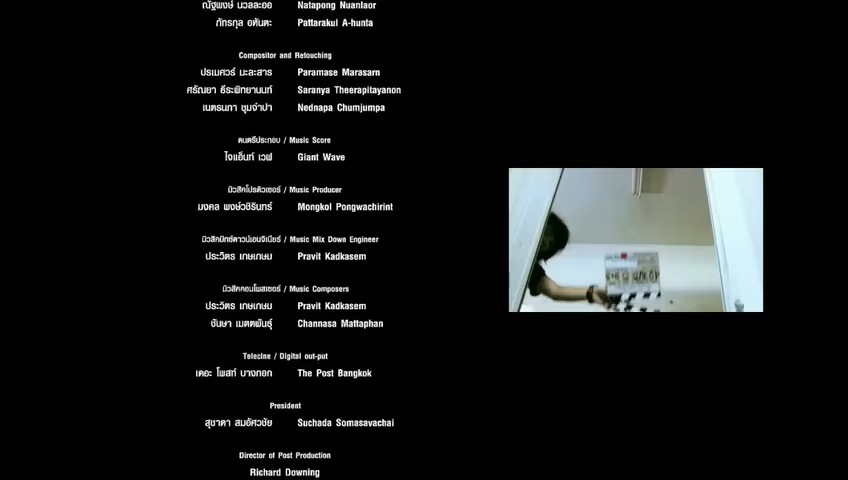 ณัฐพงษ์ นวลละออ Natapong Nuanlaor
ภัทรกุล อหันตะ Pattarakul A-hunta
Compositor and Retouching
ปรเมศวร์ มะละสาร Paramase Marasarn
ศรัณยา ธีระพิทยานนท์ Saranya Theerapitayanon
เนตรนภา ชุมจำปา Nednapa Chumjumpa
ดนตรีประกอบ / Music Score
ไจแอ็นท์ เวฟ Giant Wave
มิวสิคโปรดิวเซอร์ / Music Producer
มงคล พงษ์วชิรินทร์ Mongkol Pongwachirint
มิวสิคมิกซ์ดาวน์เอนจิเนียร์ / Music Mix Down Engineer
ประวิตร เกษเกษม Pravit Kadkasem
มิวสิคคอมโพสเซอร์ / Music Composers
ประวิตร เกษเกษม Pravit Kadkasem
ชันษา เมตตพันธุ์ Channasa Mattaphan
Telecine / Digital out-put
เดอะ โพสท์ บางกอก The Post Bangkok
President
สุชาดา สมอัศวชัย Suchada Somasavachai
Director of Post Production
Richard Downing